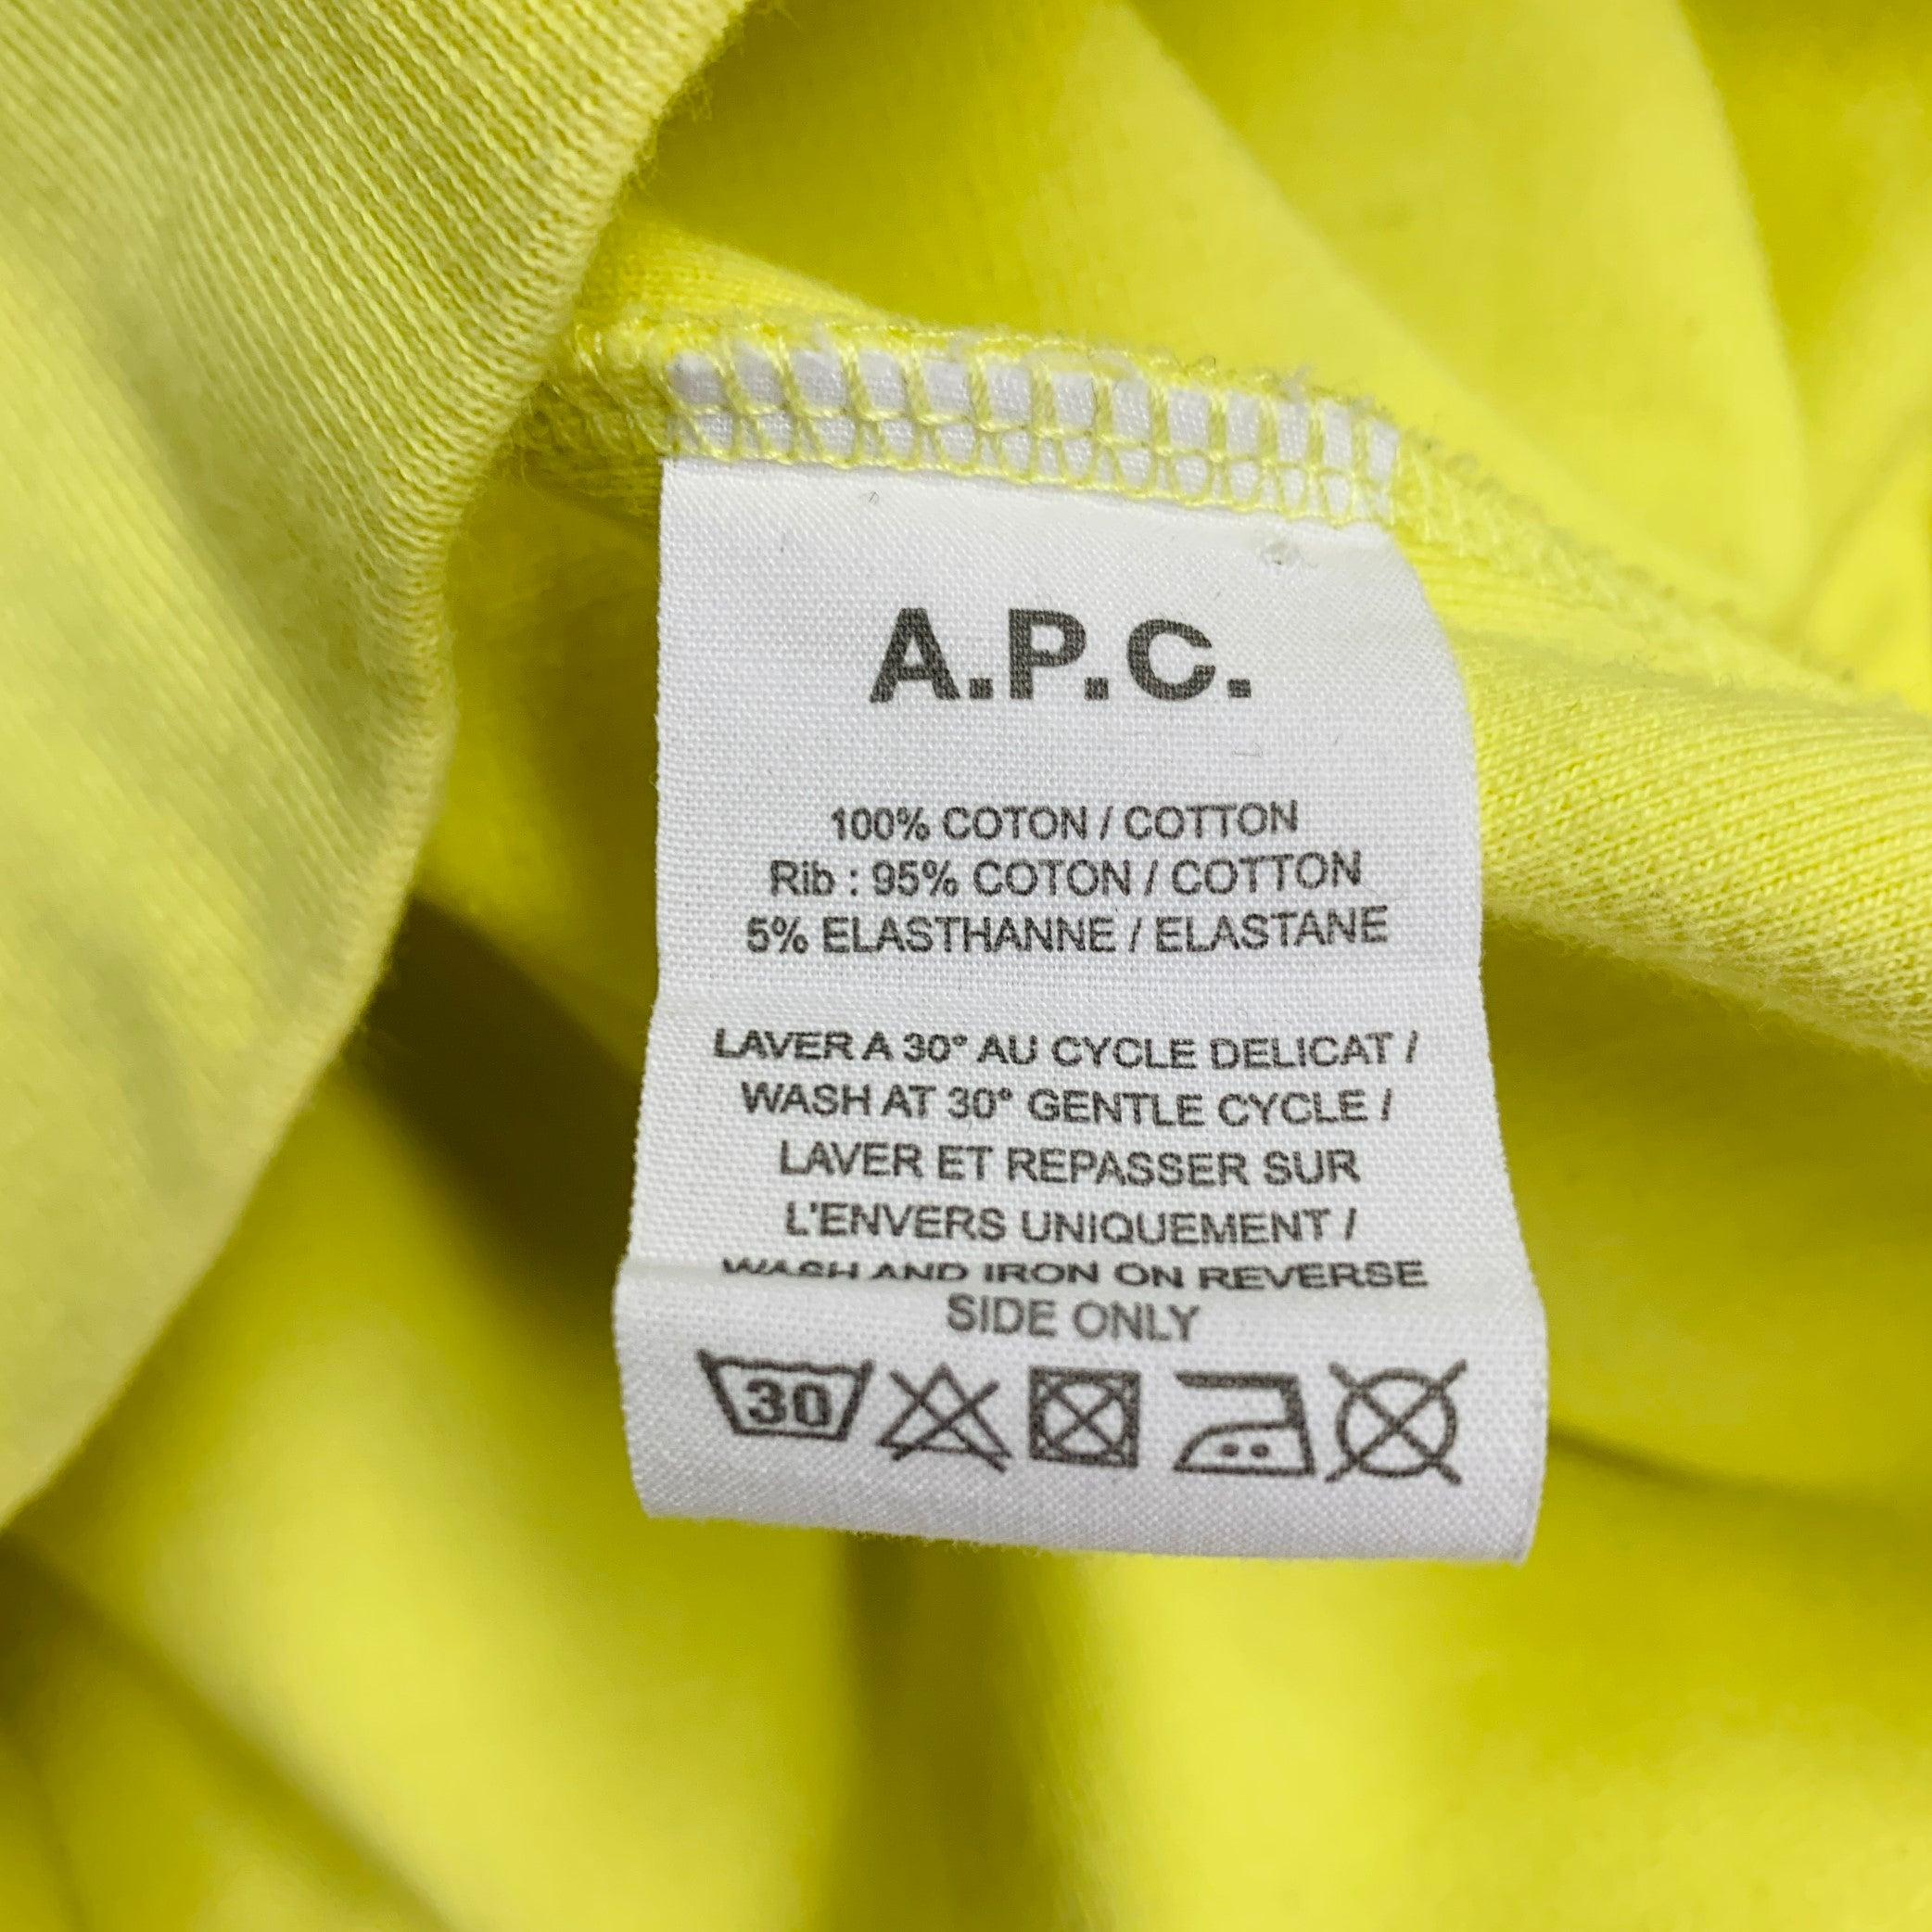 A.P.C.
100% COTON / COTTON
Rib : 95% COTON / COTTON
5% ELASTHANNE / ELASTANE
LAVER A 30° AU CYCLE DELICAT /
WASH AT 30° GENTLE CYCLE /
LAVER ET REPASSER SUR
L'ENVERS UNIQUEMENT /
WASH AND IRON ON REVERSE
SIDE ONLY
30